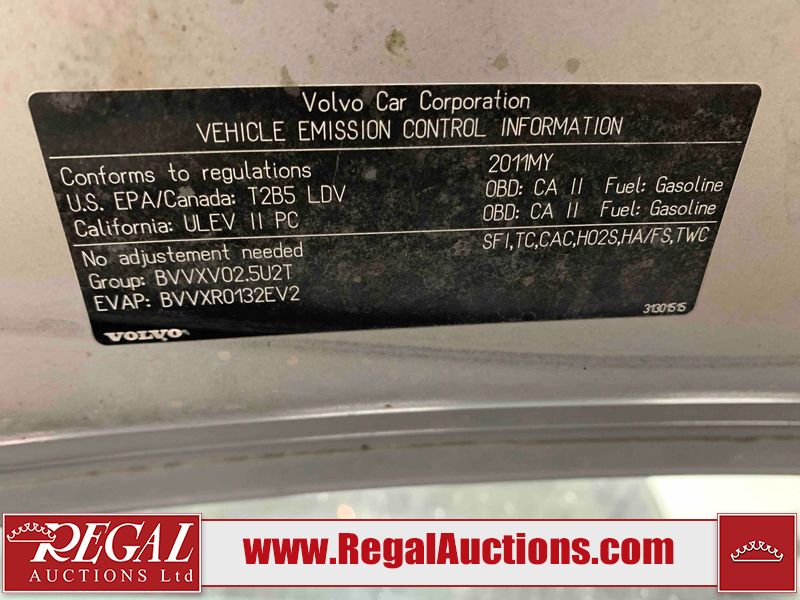 Volvo Car Corporation
VEHICLE EMISSION CONTROL INFORMATION
Conforms to regulations 2011MY
U.S. EPA/Canada: T2B5 LDV OBD: CA II Fuel: Gasoline
California: ULEV II PC OBD: CA II Fuel: Gasoline
No adjustement needed SFI,TC,CAC,HO2S,HA/FS,TWC
Group: BVVXV02.5U2T
EVAP: BVVXR0132EV2
VOLVO 31301515
REGAL
AUCTIONS Ltd
www.RegalAuctions.com